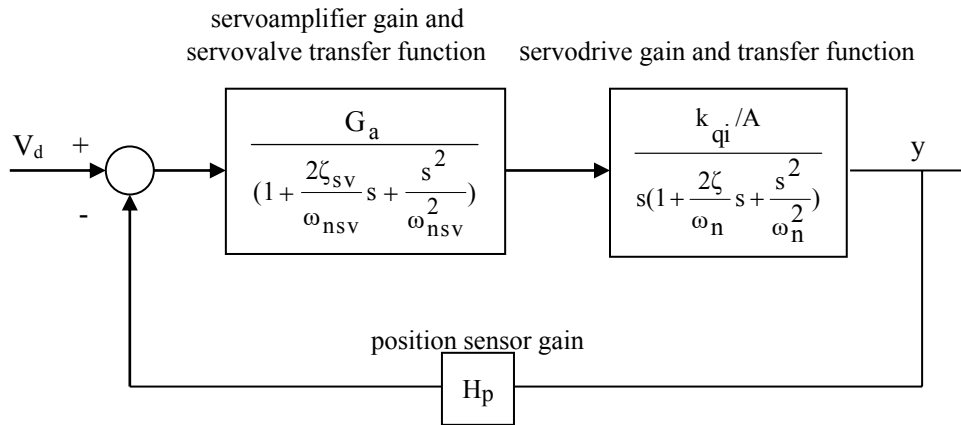 servoamplifier gain and
servovalve transfer function
servodrive gain and transfer function
V_d
+
-
G_a
(1 + 2ζ_sv/ω_nsv s + s^2/ω_nsv^2)
k_qi /A
s(1 + 2ζ/ω_n s + s^2/ω_n^2)
y
position sensor gain
H_p